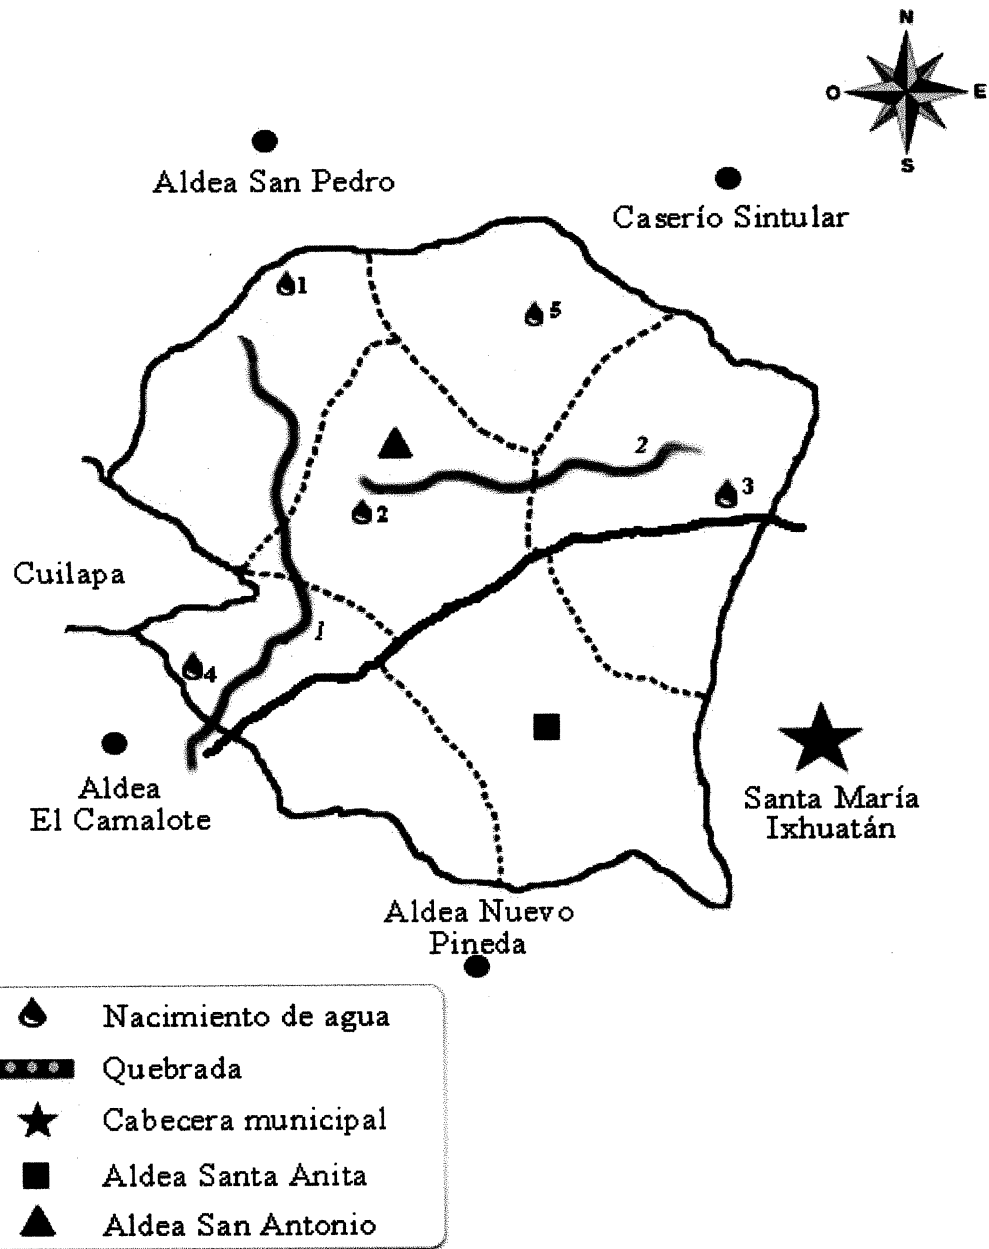 N
O E
S
Aldea San Pedro
Caserío Sintular
1
5
2
3
2
Cuilapa
1
4
Aldea
El Camalote
Santa María
Ixhuatán
Aldea Nuevo
Pineda
Nacimiento de agua
Quebrada
Cabecera municipal
Aldea Santa Anita
Aldea San Antonio